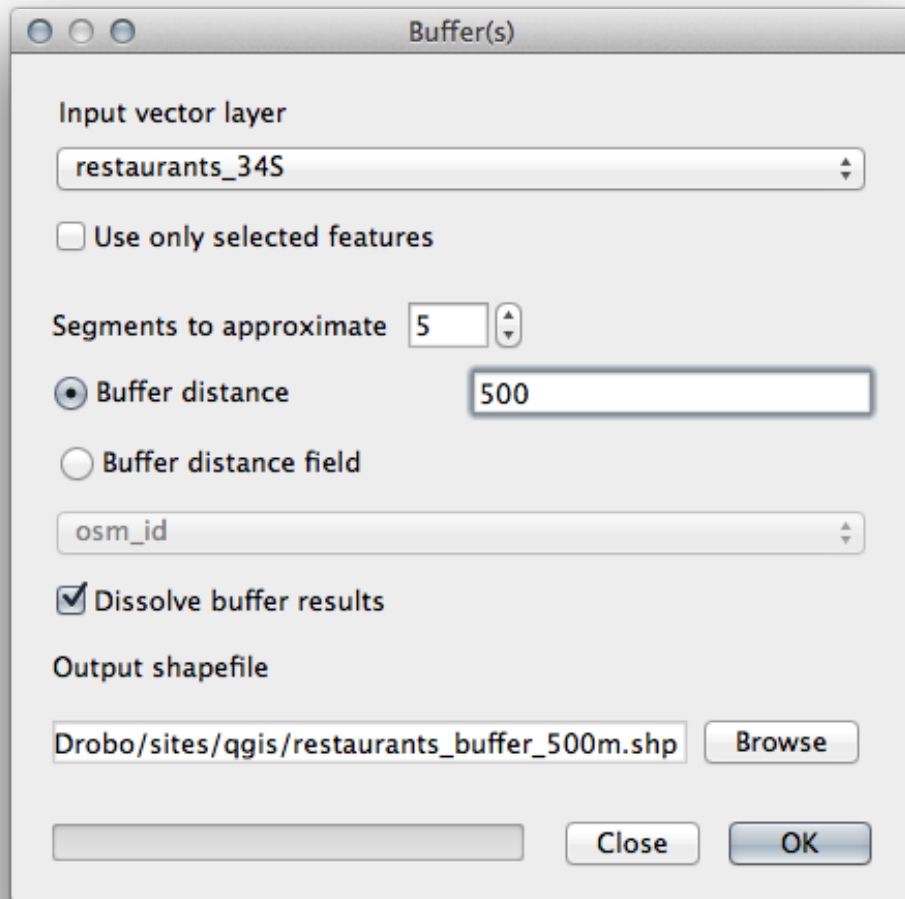 Buffer(s)
Input vector layer
restaurants_34S
Use only selected features
Segments to approximate 5
Buffer distance 500
Buffer distance field
osm_id
Dissolve buffer results
Output shapefile
Drobo/sites/qgis/restaurants_buffer_500m.shp Browse
Close OK